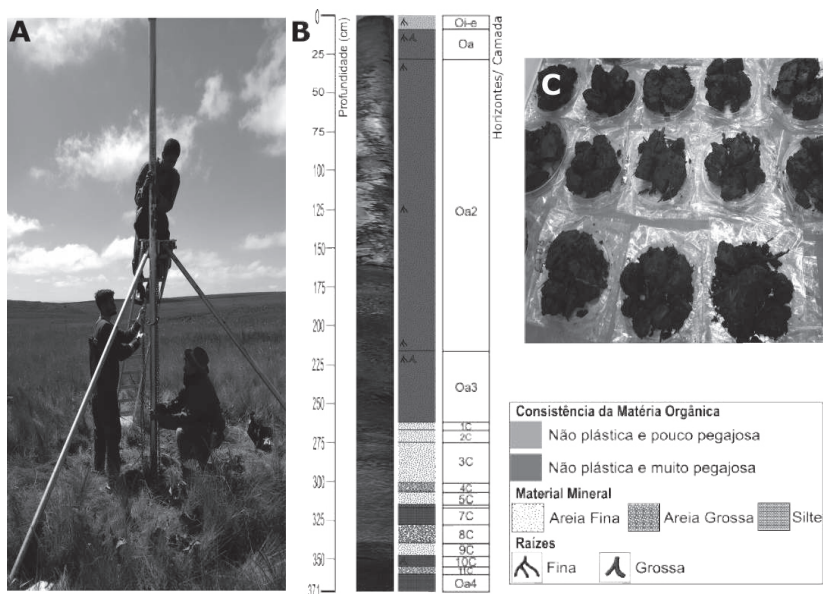 A
B
C
Profundidade (cm)
0
25
50
75
100
125
150
175
200
225
250
275
300
325
350
371
Horizontes/ Camada
Oi-e
Oa
Oa2
Oa3
1C
2C
3C
4C
5C
7C
8C
9C
10C
11C
Oa4
Consistência da Matéria Orgânica
Não plástica e pouco pegajosa
Não plástica e muito pegajosa
Material Mineral
Areia Fina Areia Grossa Silte
Raízes
Fina Grossa